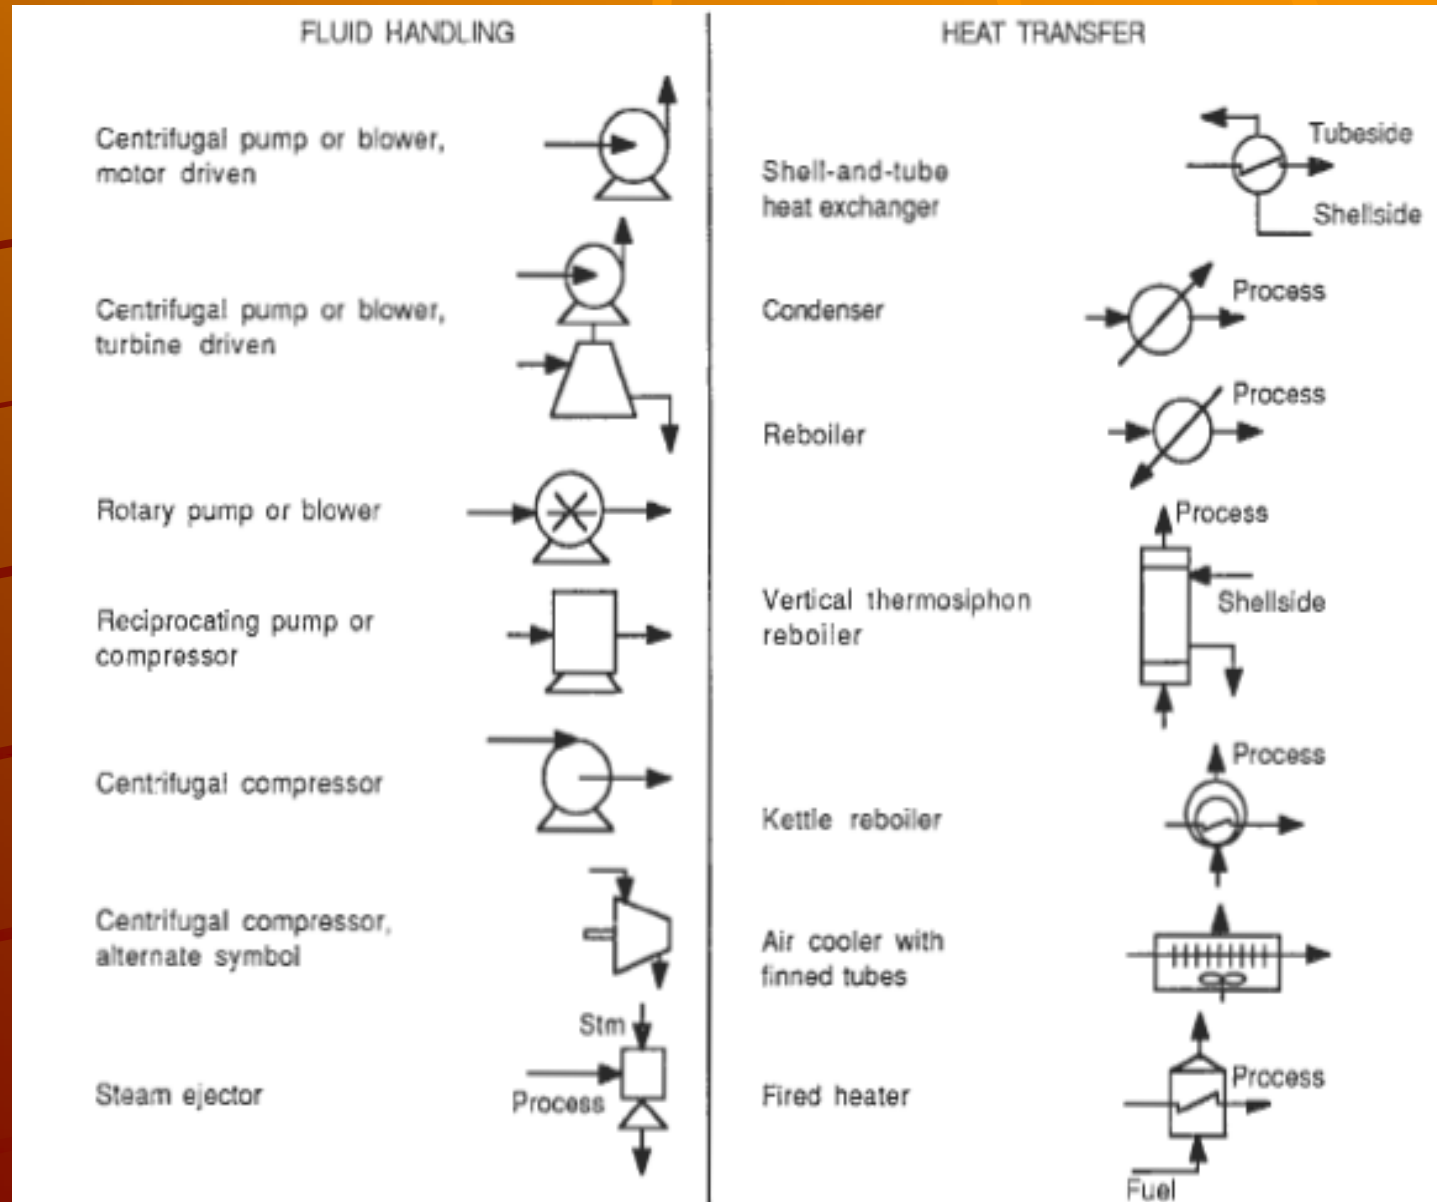 FLUID HANDLING
Centrifugal pump or blower,
motor driven
Centrifugal pump or blower,
turbine driven
Rotary pump or blower
Reciprocating pump or
compressor
Centrifugal compressor
Centrifugal compressor,
alternate symbol
Stm
Steam ejector
Process
HEAT TRANSFER
Tubeside
Shell-and-tube
heat exchanger
Shellside
Process
Condenser
Process
Reboiler
Process
Vertical thermosiphon
reboiler
Shellside
Process
Kettle reboiler
Air cooler with
finned tubes
Process
Fired heater
Fuel